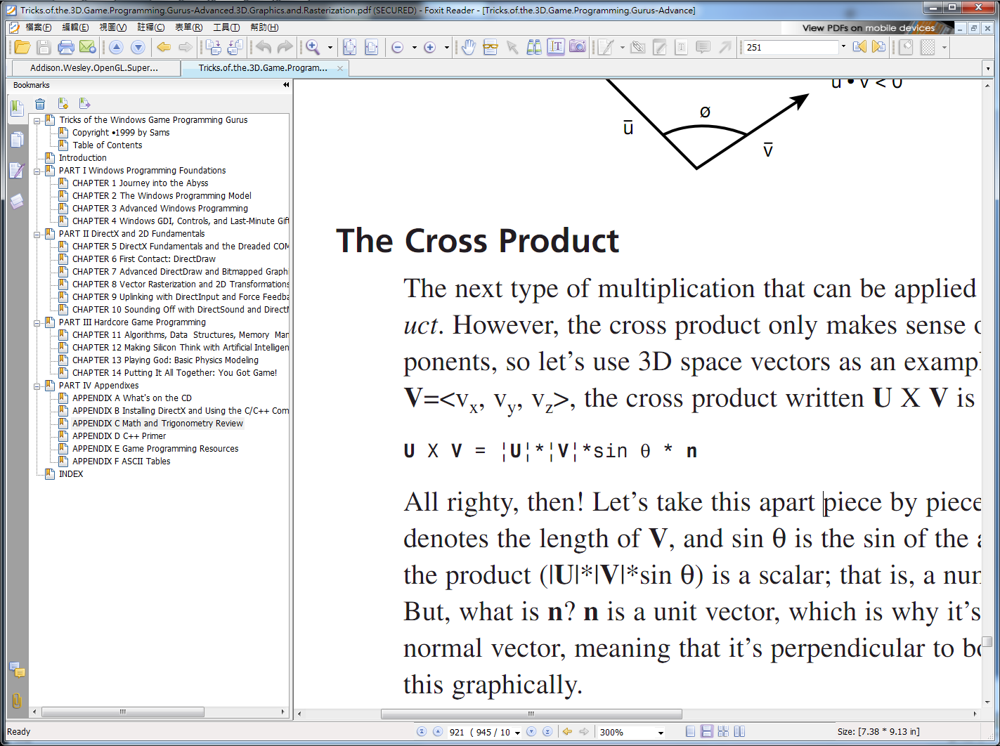 Tricks.of.the.3D.Game.Programming.Gurus-Advanced.3D.Graphics.and.Rasterization.pdf (SECURED) - Foxit Reader - [Tricks.of.the.3D.Game.Programming.Gurus-Advance]
檔案(F) 編輯(E) 視圖(V) 註釋(C) 表單(R) 工具(T) 幫助(H)
View PDFs on mobile devices
251
Addison.Wesley.OpenGL.Super...
Tricks.of.the.3D.Game.Program...
Bookmarks
Tricks of the Windows Game Programming Gurus
Copyright •1999 by Sams
Table of Contents
Introduction
PART I Windows Programming Foundations
CHAPTER 1 Journey into the Abyss
CHAPTER 2 The Windows Programming Model
CHAPTER 3 Advanced Windows Programming
CHAPTER 4 Windows GDI, Controls, and Last-Minute Gif
PART II DirectX and 2D Fundamentals
CHAPTER 5 DirectX Fundamentals and the Dreaded COM
CHAPTER 6 First Contact: DirectDraw
CHAPTER 7 Advanced DirectDraw and Bitmapped Graph
CHAPTER 8 Vector Rasterization and 2D Transformations
CHAPTER 9 Uplinking with DirectInput and Force Feedba
CHAPTER 10 Sounding Off with DirectSound and Direct
PART III Hardcore Game Programming
CHAPTER 11 Algorithms, Data Structures, Memory Man
CHAPTER 12 Making Silicon Think with Artificial Intelligen
CHAPTER 13 Playing God: Basic Physics Modeling
CHAPTER 14 Putting It All Together: You Got Game!
PART IV Appendixes
APPENDIX A What's on the CD
APPENDIX B Installing DirectX and Using the C/C++ Com
APPENDIX C Math and Trigonometry Review
APPENDIX D C++ Primer
APPENDIX E Game Programming Resources
APPENDIX F ASCII Tables
INDEX
u • v < 0
ø
ū
v̄
The Cross Product
The next type of multiplication that can be applied
uct. However, the cross product only makes sense o
ponents, so let's use 3D space vectors as an exampl
V=<vx, vy, vz>, the cross product written U X V is
U X V = ¦U¦*¦V¦*sin θ * n
All righty, then! Let's take this apart piece by piece
denotes the length of V, and sin θ is the sin of the a
the product (|U|*|V|*sin θ) is a scalar; that is, a num
But, what is n? n is a unit vector, which is why it's
normal vector, meaning that it's perpendicular to bo
this graphically.
Ready
921 ( 945 / 10
300%
Size: [7.38 * 9.13 in]